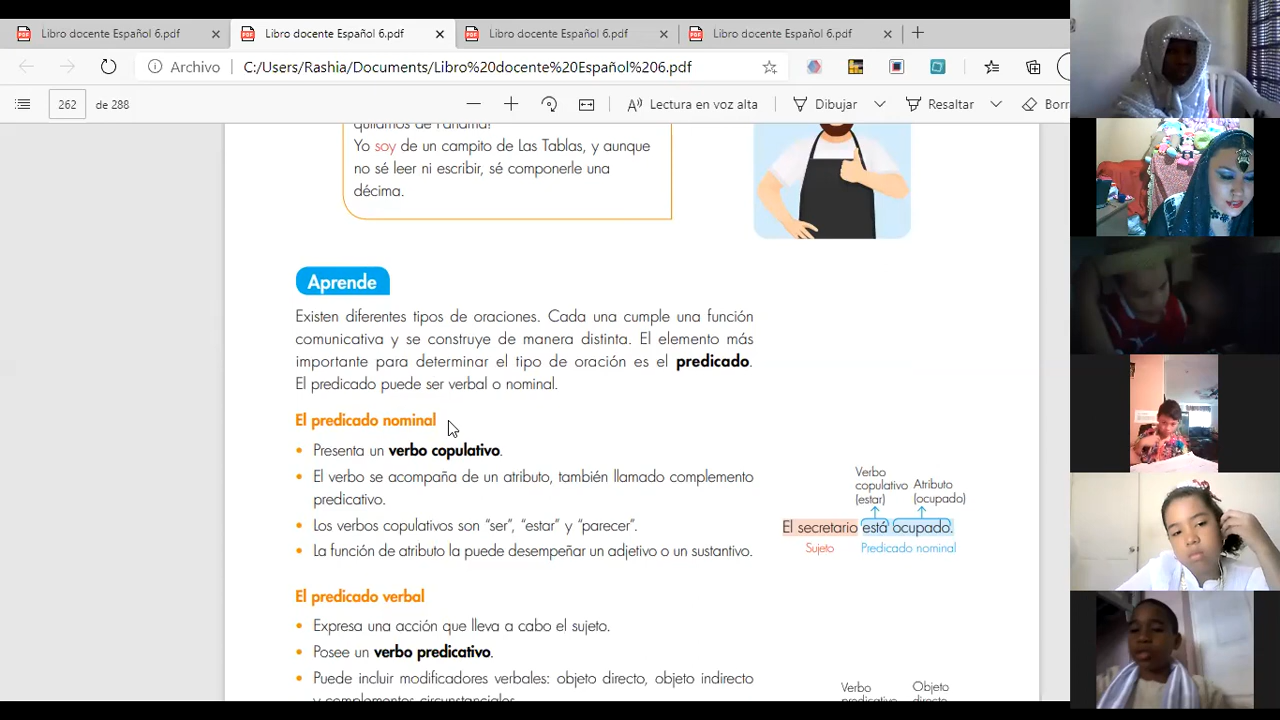 Libro docente Español 6.pdf
Libro docente Español 6.pdf
Libro docente Español 6.pdf
Libro docente Español 6.pdf
Archivo
C:/Users/Rashia/Documents/Libro%20docente%20Español%206.pdf
262
de 288
Lectura en voz alta
Dibujar
Resaltar
Borr
quilamos de Panamá!
Yo soy de un campito de Las Tablas, y aunque
no sé leer ni escribir, sé componerle una
décima.
Aprende
Existen diferentes tipos de oraciones. Cada una cumple una función
comunicativa y se construye de manera distinta. El elemento más
importante para determinar el tipo de oración es el predicado.
El predicado puede ser verbal o nominal.
El predicado nominal
• Presenta un verbo copulativo.
• El verbo se acompaña de un atributo, también llamado complemento
predicativo.
• Los verbos copulativos son “ser”, “estar” y “parecer”.
• La función de atributo la puede desempeñar un adjetivo o un sustantivo.
Verbo
copulativo
(estar)
Atributo
(ocupado)
El secretario está ocupado.
Sujeto
Predicado nominal
El predicado verbal
• Expresa una acción que lleva a cabo el sujeto.
• Posee un verbo predicativo.
• Puede incluir modificadores verbales: objeto directo, objeto indirecto
y complementos circunstanciales.
Verbo
predicativo
Objeto
directo